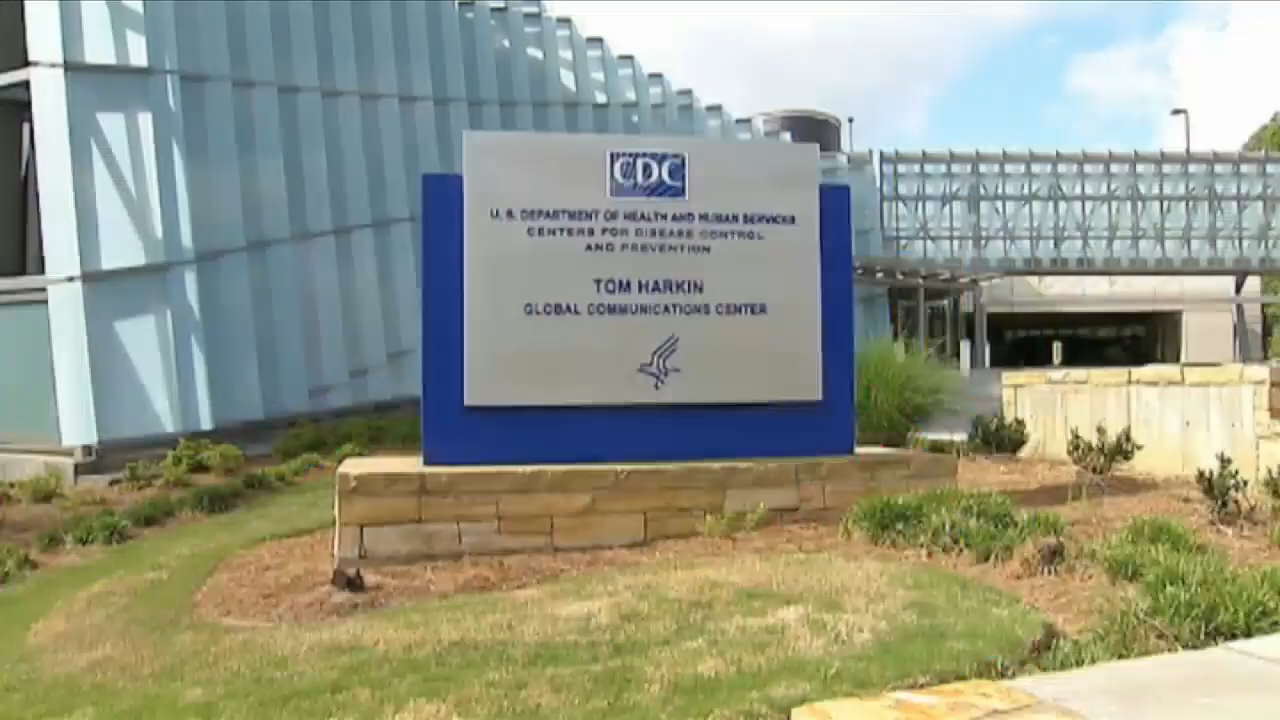 CDC
U. S. DEPARTMENT OF HEALTH AND HUMAN SERVICES
CENTERS FOR DISEASE CONTROL
AND PREVENTION
TOM HARKIN
GLOBAL COMMUNICATIONS CENTER